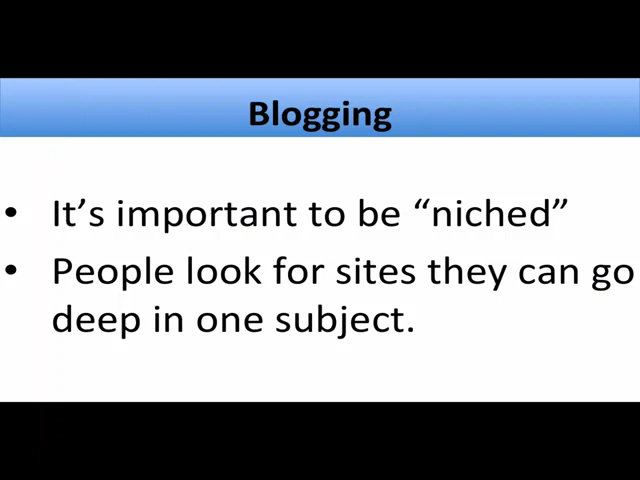 Blogging
• It’s important to be “niched”
• People look for sites they can go
deep in one subject.